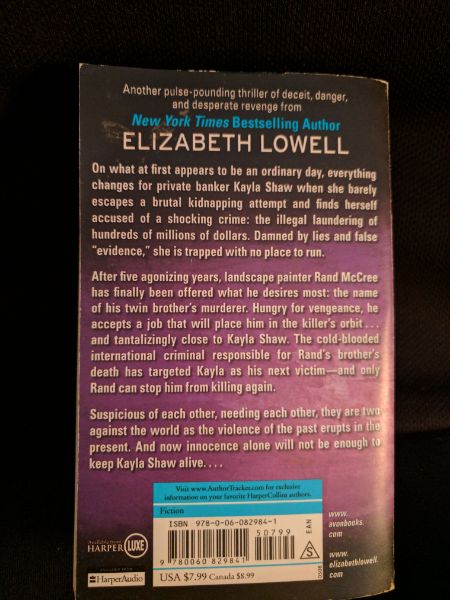 Another pulse-pounding thriller of deceit, danger,
and desperate revenge from
New York Times Bestselling Author
ELIZABETH LOWELL
On what at first appears to be an ordinary day, everything
changes for private banker Kayla Shaw when she barely
escapes a brutal kidnapping attempt and finds herself
accused of a shocking crime: the illegal laundering of
hundreds of millions of dollars. Damned by lies and false
“evidence,” she is trapped with no place to run.
After five agonizing years, landscape painter Rand McCree
has finally been offered what he desires most: the name
of his twin brother’s murderer. Hungry for vengeance, he
accepts a job that will place him in the killer’s orbit . . .
and tantalizingly close to Kayla Shaw. The cold-blooded
international criminal responsible for Rand’s brother’s
death has targeted Kayla as his next victim—and only
Rand can stop him from killing again.
Suspicious of each other, needing each other, they are two
against the world as the violence of the past erupts in the
present. And now innocence alone will not be enough to
keep Kayla Shaw alive. . . .
Visit www.AuthorTracker.com for exclusive
information on your favorite HarperCollins authors.
Fiction
ISBN 978-0-06-082984-1
50799
EAN
9 780060 829841
S
USA $7.99 Canada $8.99
Available from
HARPER LUXE
HarperAudio
www.
avonbooks.
com
www.
elizabethlowell.
com